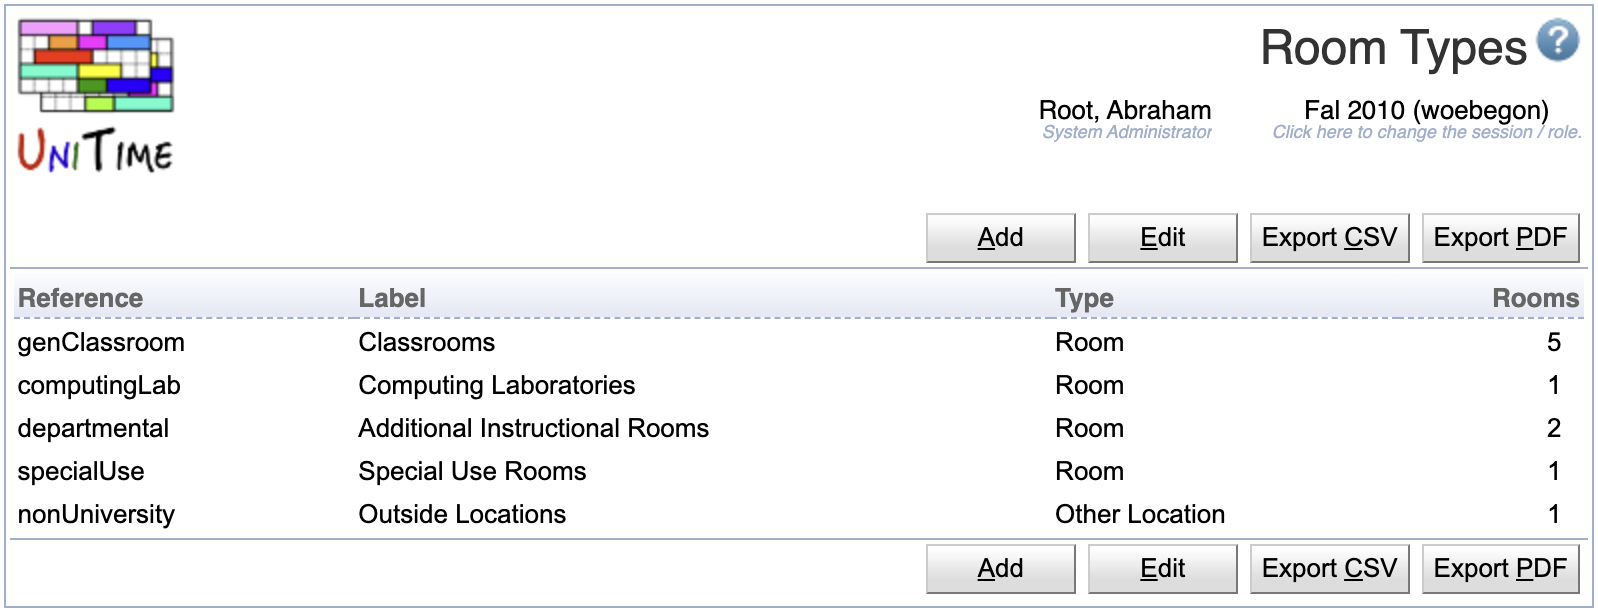 Room Types ?
UniTime
Root, Abraham Fal 2010 (woebegon)
System Administrator Click here to change the session / role.
Add Edit Export CSV Export PDF
Reference Label Type Rooms
genClassroom Classrooms Room 5
computingLab Computing Laboratories Room 1
departmental Additional Instructional Rooms Room 2
specialUse Special Use Rooms Room 1
nonUniversity Outside Locations Other Location 1
Add Edit Export CSV Export PDF